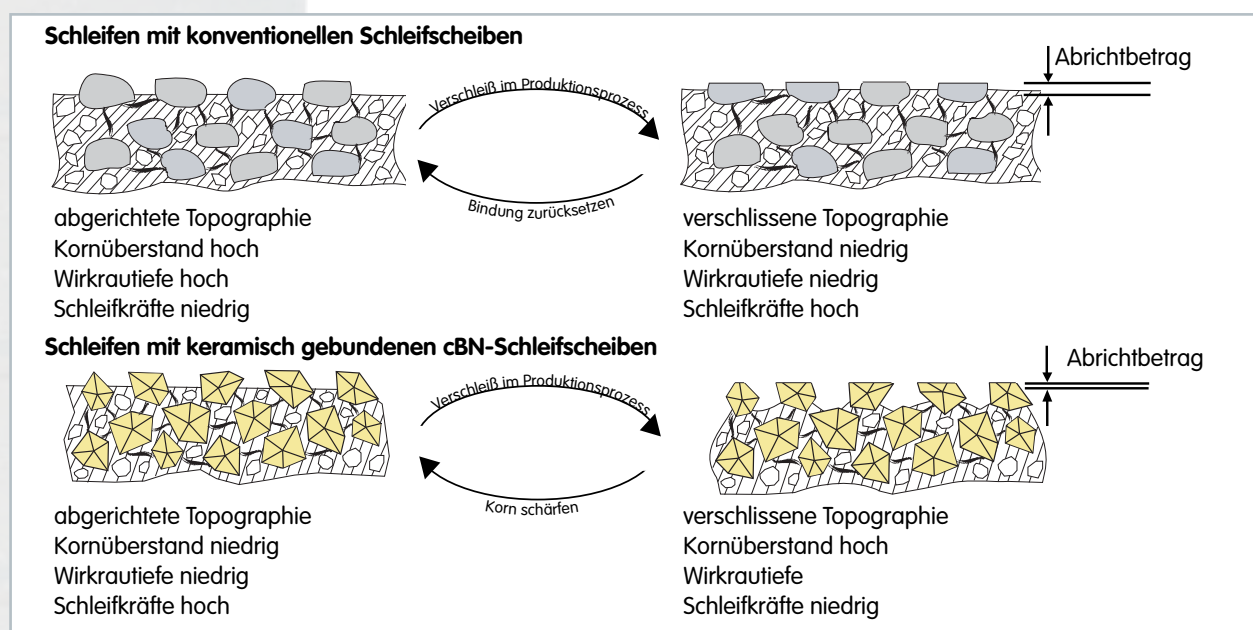 Schleifen mit konventionellen Schleifscheiben
Verschleiß im Produktionsprozess
Abrichtbetrag
Bindung zurücksetzen
abgerichtete Topographie
Kornüberstand hoch
Wirkrautiefe hoch
Schleifkräfte niedrig
verschlissene Topographie
Kornüberstand niedrig
Wirkrautiefe niedrig
Schleifkräfte hoch
Schleifen mit keramisch gebundenen cBN-Schleifscheiben
Verschleiß im Produktionsprozess
Abrichtbetrag
Korn schärfen
abgerichtete Topographie
Kornüberstand niedrig
Wirkrautiefe niedrig
Schleifkräfte hoch
verschlissene Topographie
Kornüberstand hoch
Wirkrautiefe
Schleifkräfte niedrig